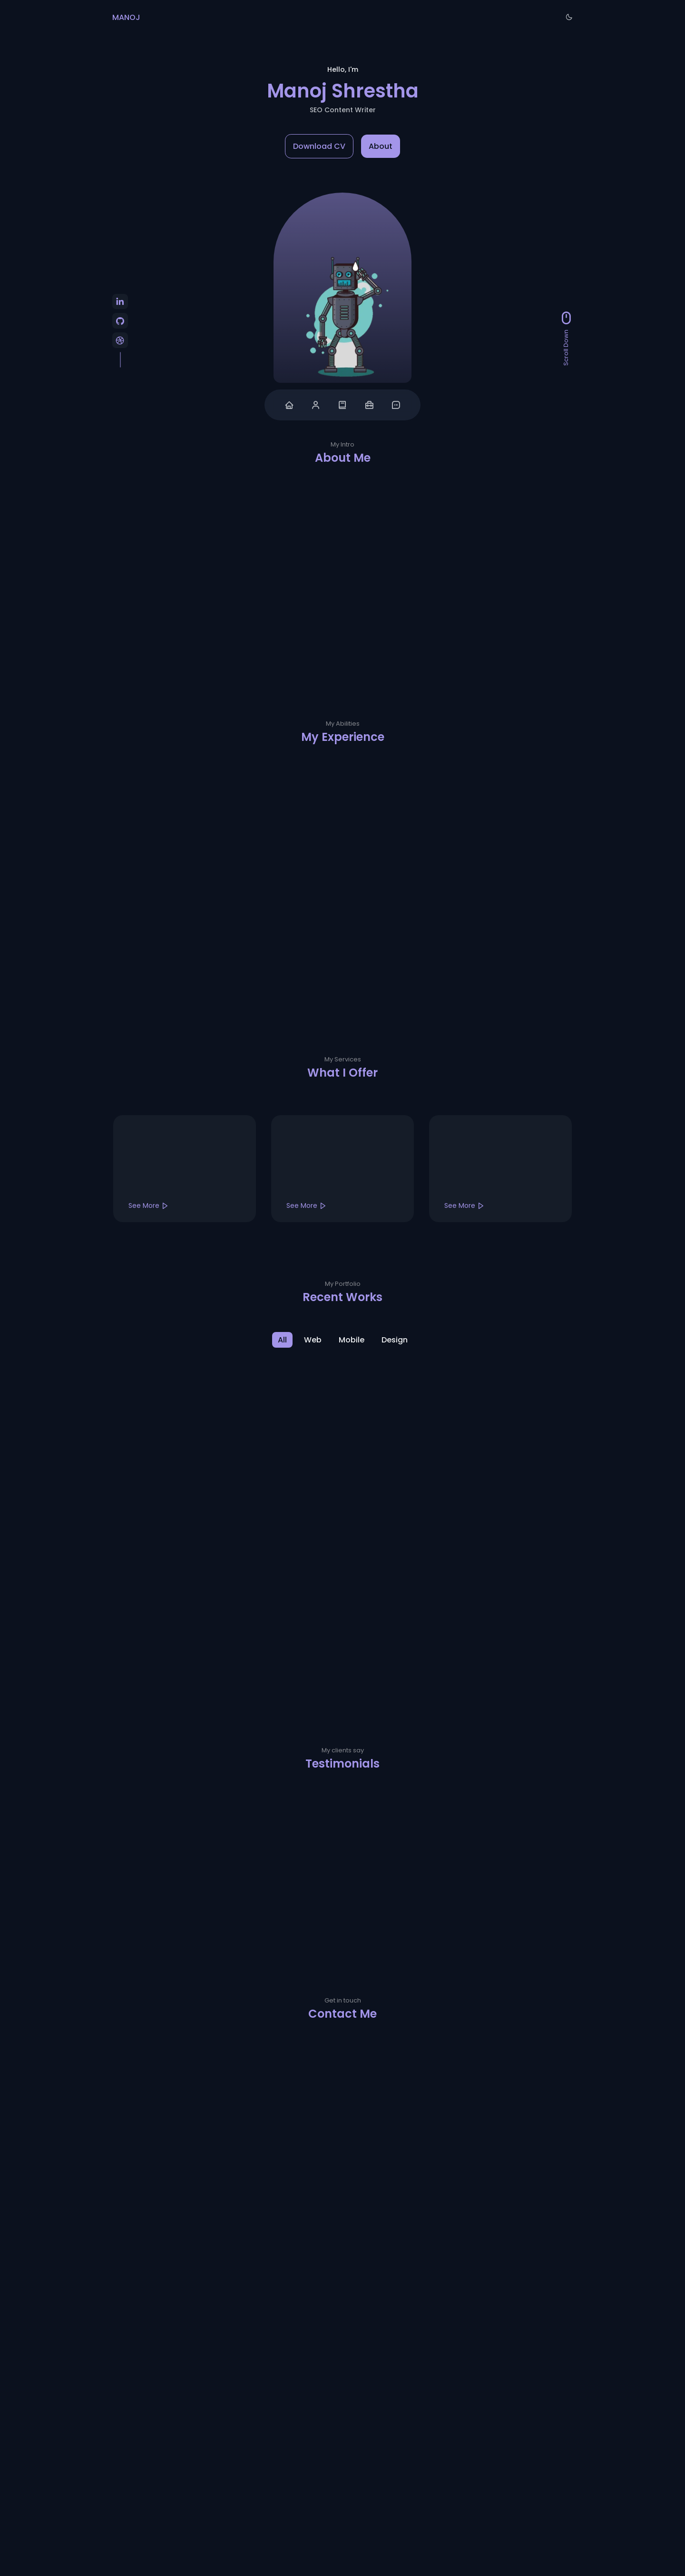 MANOJ
Hello, I'm
Manoj Shrestha
SEO Content Writer
Download CV
About
Scroll Down
My Intro
About Me
My Abilities
My Experience
My Services
What I Offer
See More
See More
See More
My Portfolio
Recent Works
All Web Mobile Design
My clients say
Testimonials
Get in touch
Contact Me